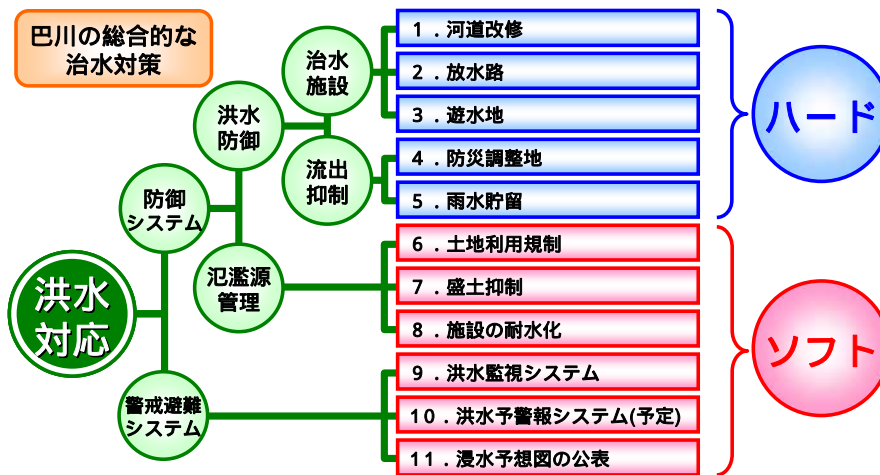 巴川の総合的な
治水対策
洪水
対応
防御
システム
警戒避難
システム
洪水
防御
氾濫源
管理
治水
施設
流出
抑制
1．河道改修
2．放水路
3．遊水地
4．防災調整地
5．雨水貯留
6．土地利用規制
7．盛土抑制
8．施設の耐水化
9．洪水監視システム
10．洪水予警報システム(予定)
11．浸水予想図の公表
ハード
ソフト